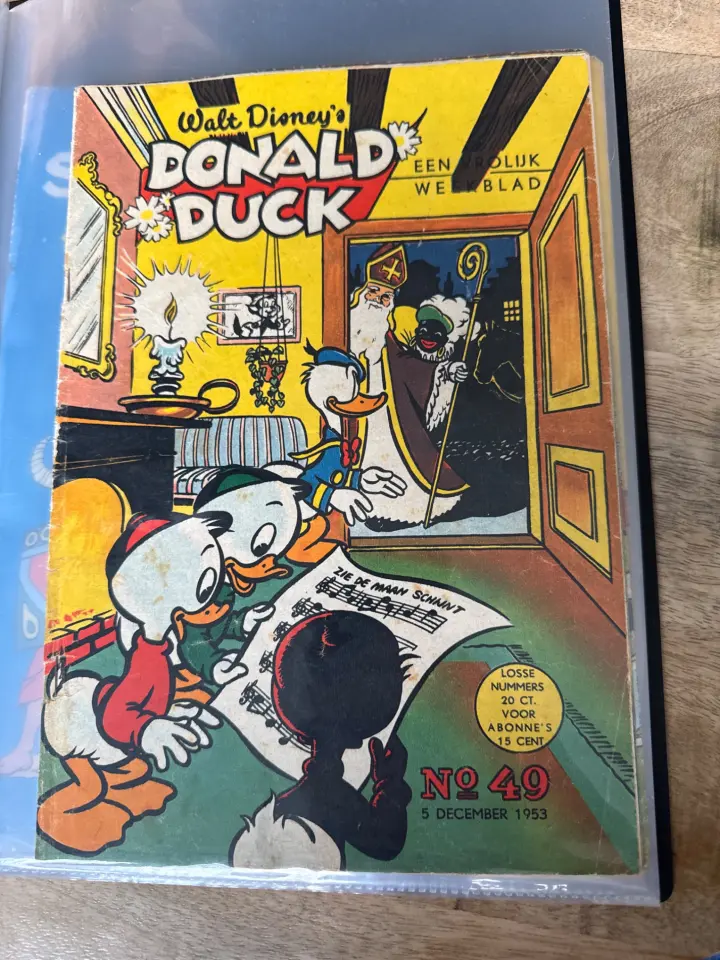 Walt Disney's
DONALD
DUCK
EEN VROLIJK
WEEKBLAD
ZIE DE MAAN SCHIJNT
LOSSE
NUMMERS
20 CT.
VOOR
ABONNE'S
15 CENT
No 49
5 DECEMBER 1953